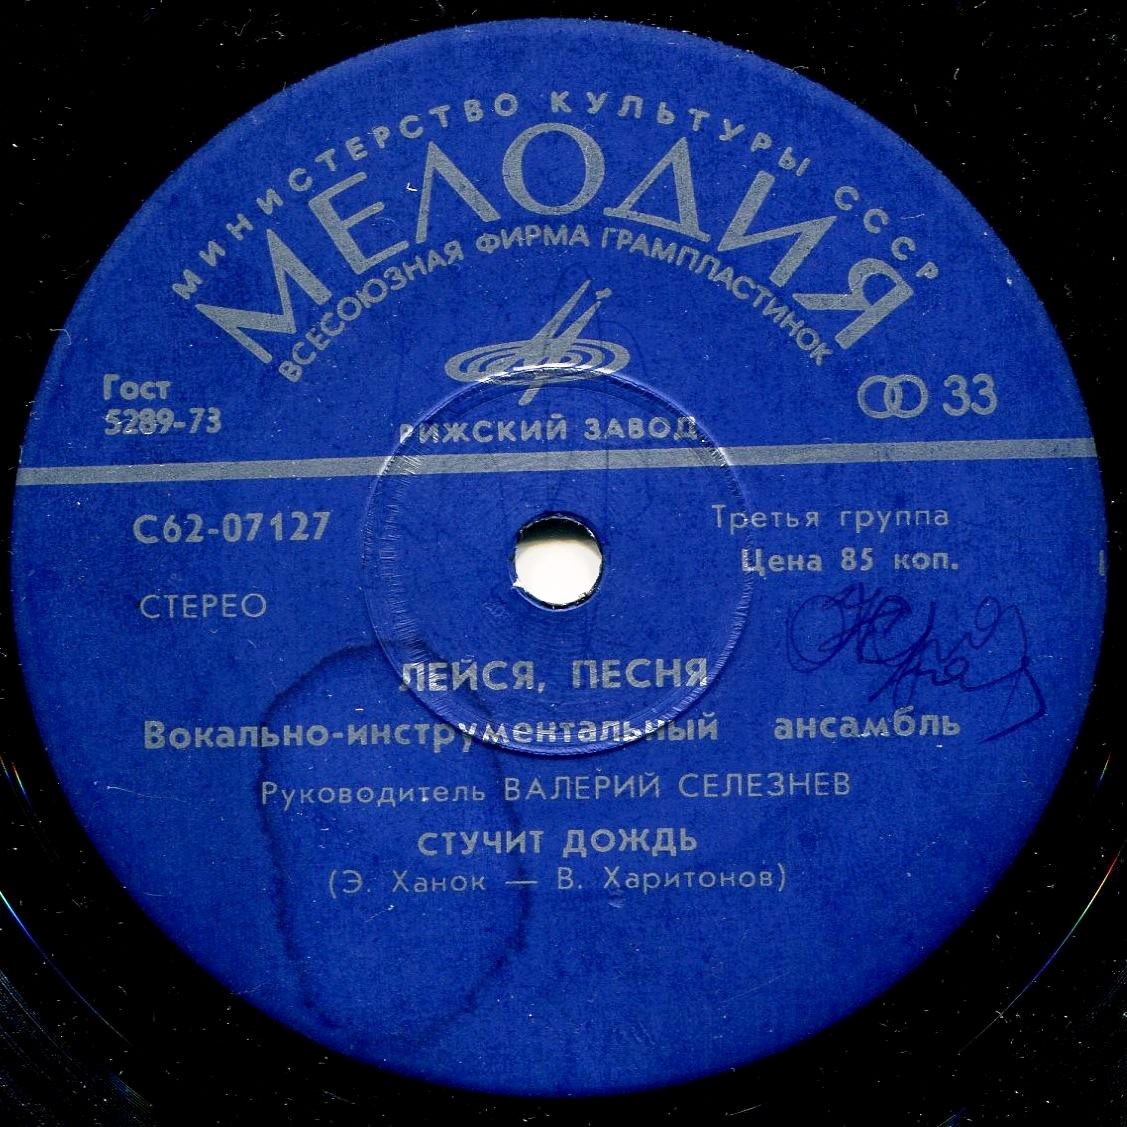 МИНИСТЕРСТВО КУЛЬТУРЫ СССР
МЕЛОДИЯ
ВСЕСОЮЗНАЯ ФИРМА ГРАМПЛАСТИНОК
Гост
5289-73
33
РИЖСКИЙ ЗАВОД
С62-07127
Третья группа
Цена 85 коп.
СТЕРЕО
ЛЕЙСЯ, ПЕСНЯ
Вокально-инструментальный ансамбль
Руководитель ВАЛЕРИЙ СЕЛЕЗНЕВ
СТУЧИТ ДОЖДЬ
(Э. Ханок — В. Харитонов)